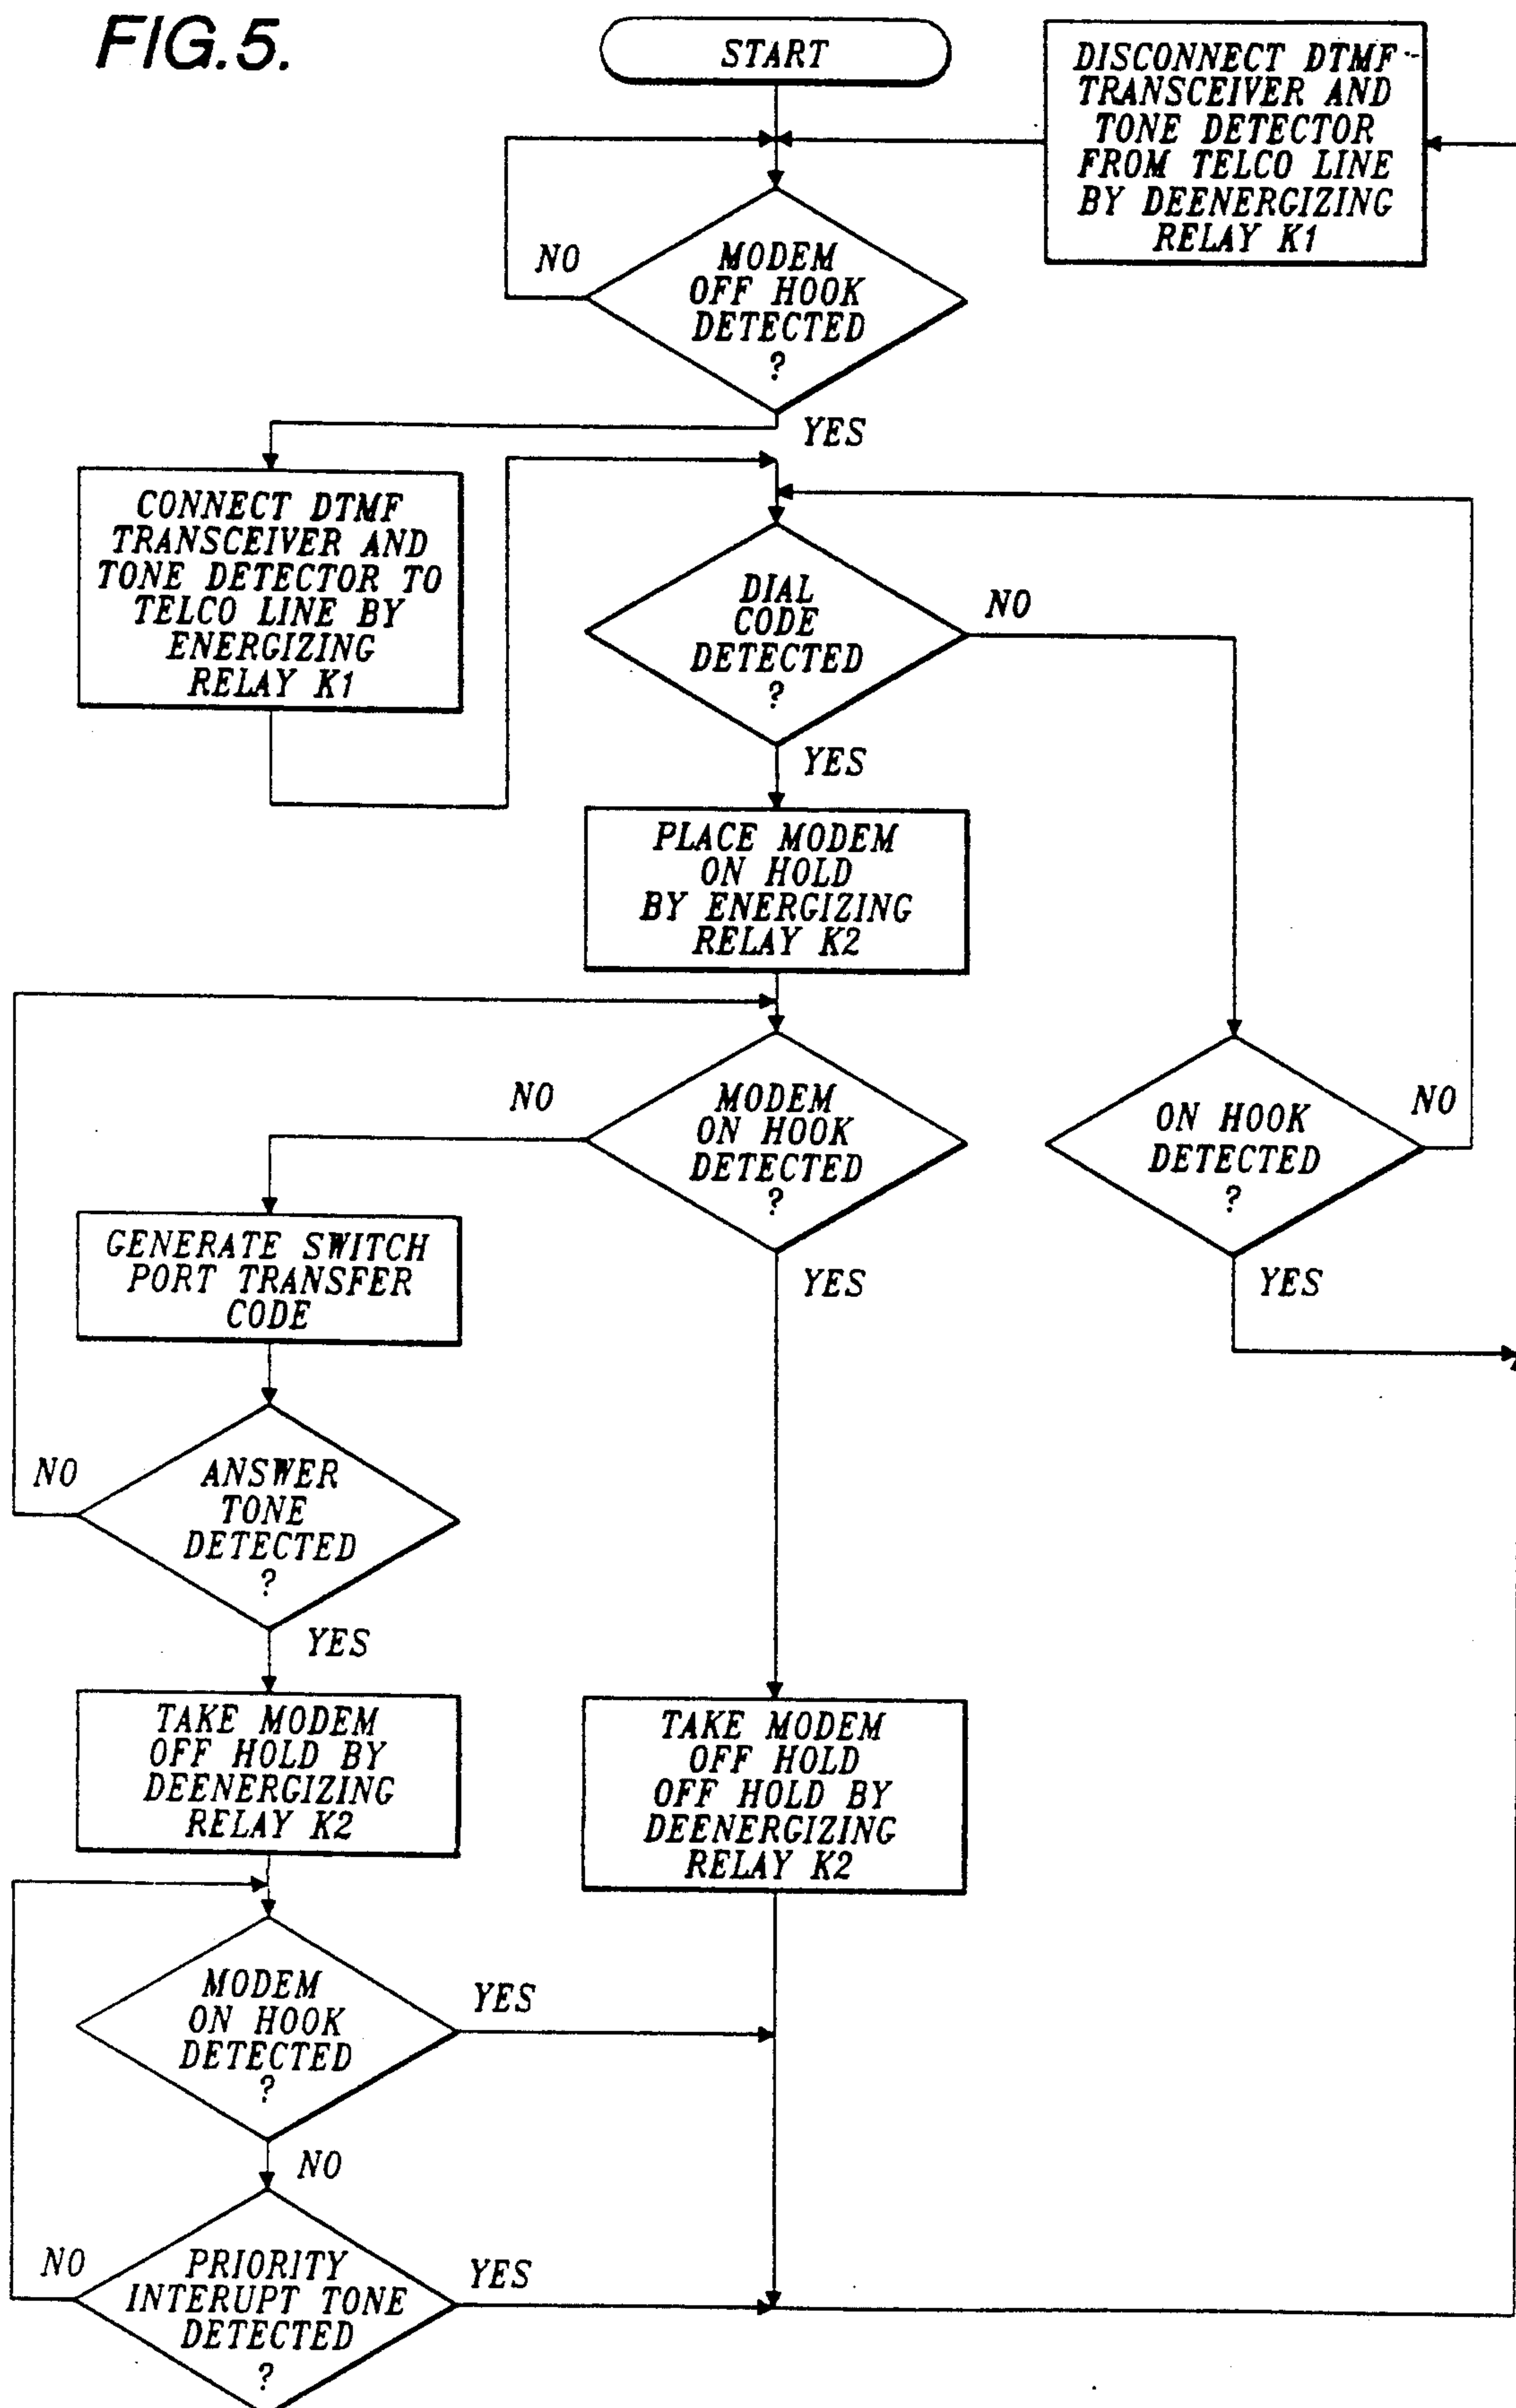 FIG.5.
START
DISCONNECT DTMF
TRANSCEIVER AND
TONE DETECTOR
FROM TELCO LINE
BY DEENERGIZING
RELAY K1
NO
MODEM
OFF HOOK
DETECTED
?
YES
CONNECT DTMF
TRANSCEIVER AND
TONE DETECTOR TO
TELCO LINE BY
ENERGIZING
RELAY K1
DIAL
CODE
DETECTED
?
NO
YES
PLACE MODEM
ON HOLD
BY ENERGIZING
RELAY K2
NO
MODEM
ON HOOK
DETECTED
?
YES
ON HOOK
DETECTED
?
NO
YES
GENERATE SWITCH
PORT TRANSFER
CODE
NO
ANSWER
TONE
DETECTED
?
YES
TAKE MODEM
OFF HOLD BY
DEENERGIZING
RELAY K2
TAKE MODEM
OFF HOLD
OFF HOLD BY
DEENERGIZING
RELAY K2
MODEM
ON HOOK
DETECTED
?
YES
NO
NO
PRIORITY
INTERUPT TONE
DETECTED
?
YES